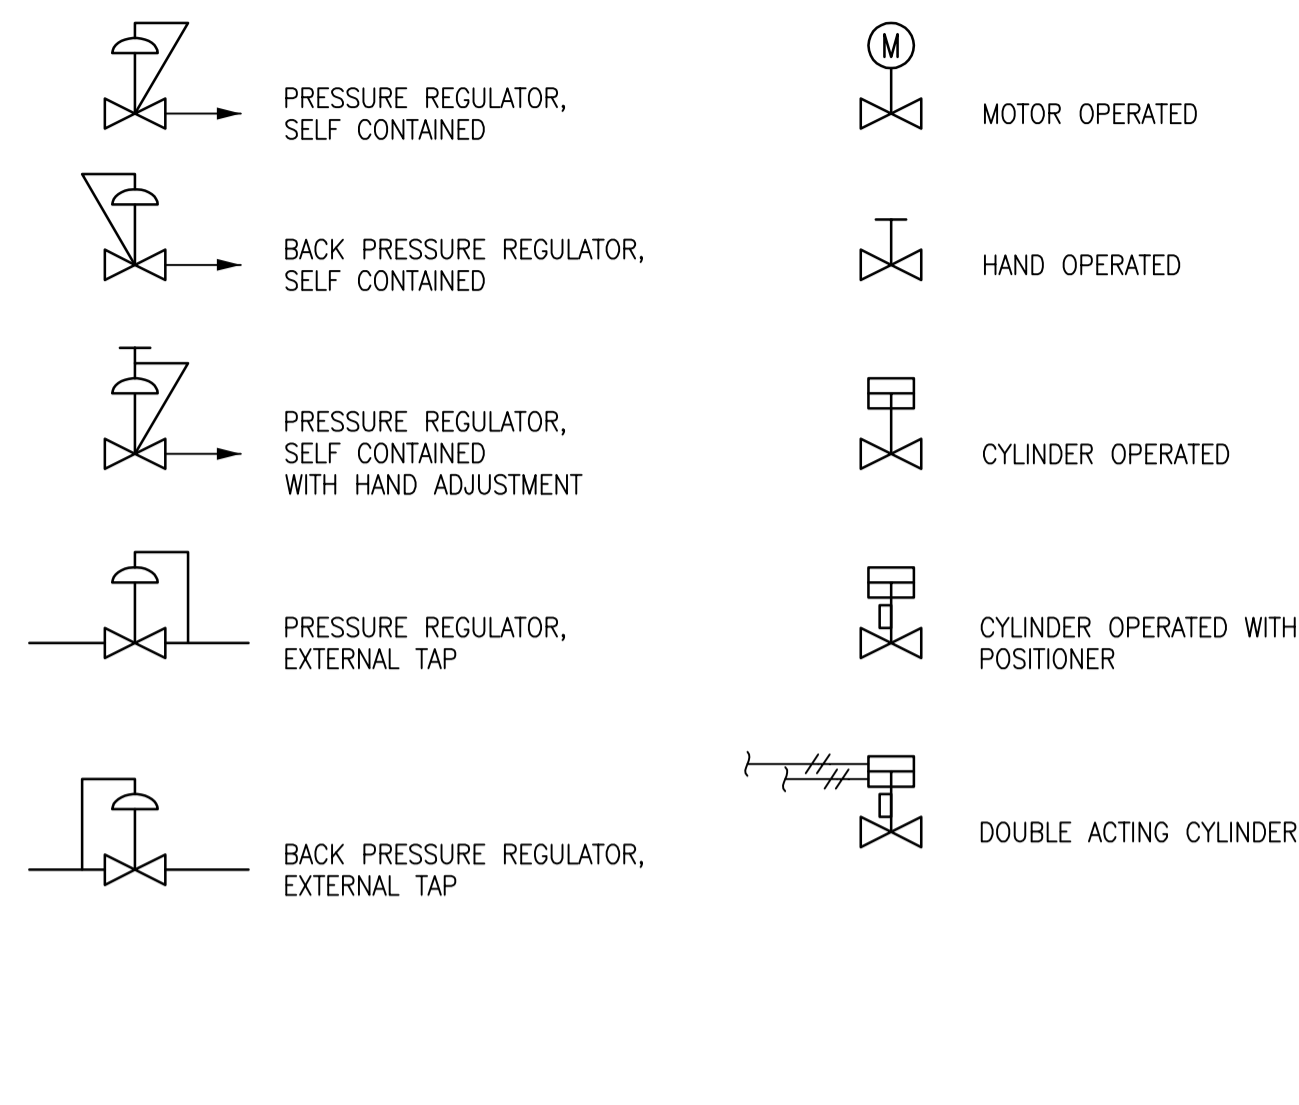 PRESSURE REGULATOR,
SELF CONTAINED
BACK PRESSURE REGULATOR,
SELF CONTAINED
PRESSURE REGULATOR,
SELF CONTAINED
WITH HAND ADJUSTMENT
PRESSURE REGULATOR,
EXTERNAL TAP
BACK PRESSURE REGULATOR,
EXTERNAL TAP
M
MOTOR OPERATED
HAND OPERATED
CYLINDER OPERATED
CYLINDER OPERATED WITH
POSITIONER
DOUBLE ACTING CYLINDER